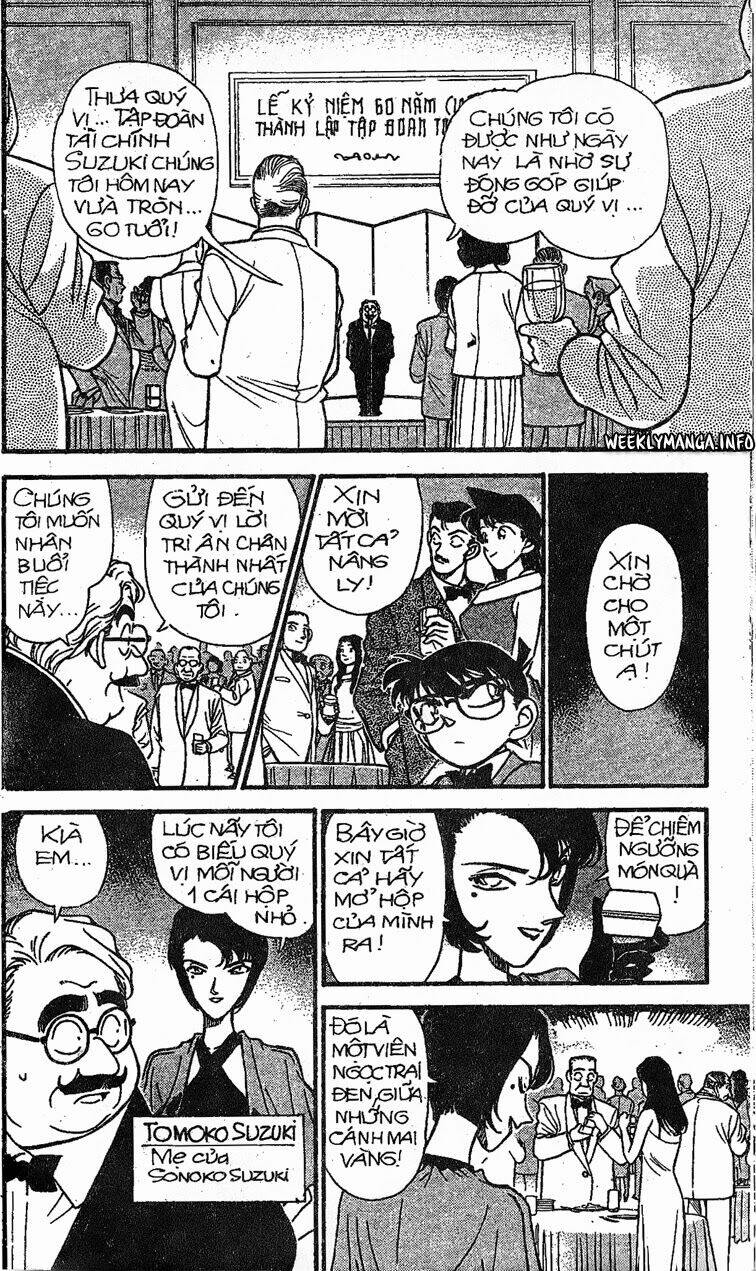 THƯA QUÝ
VỊ... TẬP ĐOÀN
TÀI CHÍNH
SUZUKI CHÚNG
TÔI HÔM NAY
VỪA TRÒN...
60 TUỔI!
LỄ KỶ NIỆM 60 NĂM
THÀNH LẬP TẬP ĐOÀN
CHÚNG TÔI CÓ
ĐƯỢC NHƯ NGÀY
NAY LÀ NHỜ SỰ
ĐÓNG GÓP GIÚP
ĐỠ CỦA QUÝ VỊ...
WEEKLYMANGA.INFO
CHÚNG
TÔI MUỐN
NHÂN
BUỔI
TIỆC
NÀY...
GỬI ĐẾN
QUÝ VỊ LỜI
TRI ÂN CHÂN
THÀNH NHẤT
CỦA CHÚNG
TÔI.
XIN
MỜI
TẤT CẢ
NÂNG
LY!
XIN
CHỜ
CHO
MỘT
CHÚT
Ạ!
KÌA
EM...
LÚC NÃY TÔI
CÓ BIẾU QUÝ
VỊ MỖI NGƯỜI
1 CÁI HỘP
NHỎ.
TOMOKO SUZUKI
Mẹ của
SONOKO SUZUKI
BÂY GIỜ
XIN TẤT
CẢ HÃY
MỞ HỘP
CỦA MÌNH
RA!
ĐỂ CHIÊM
NGƯỠNG
MÓN QUÀ
!
ĐÓ LÀ
MỘT VIÊN
NGỌC TRAI
ĐEN, GIỮA
NHỮNG
CÁNH MAI
VÀNG!